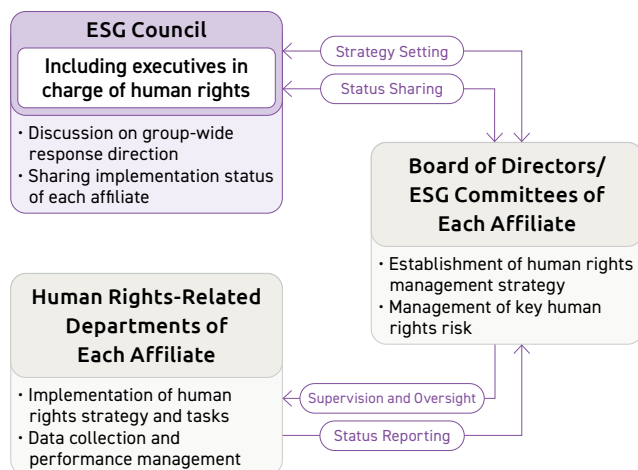 ESG Council
Including executives in
charge of human rights
· Discussion on group-wide
response direction
· Sharing implementation status
of each affiliate
Strategy Setting
Status Sharing
Board of Directors/
ESG Committees of
Each Affiliate
· Establishment of human rights
management strategy
· Management of key human
rights risk
Human Rights-Related
Departments of
Each Affiliate
· Implementation of human
rights strategy and tasks
· Data collection and
performance management
Supervision and Oversight
Status Reporting